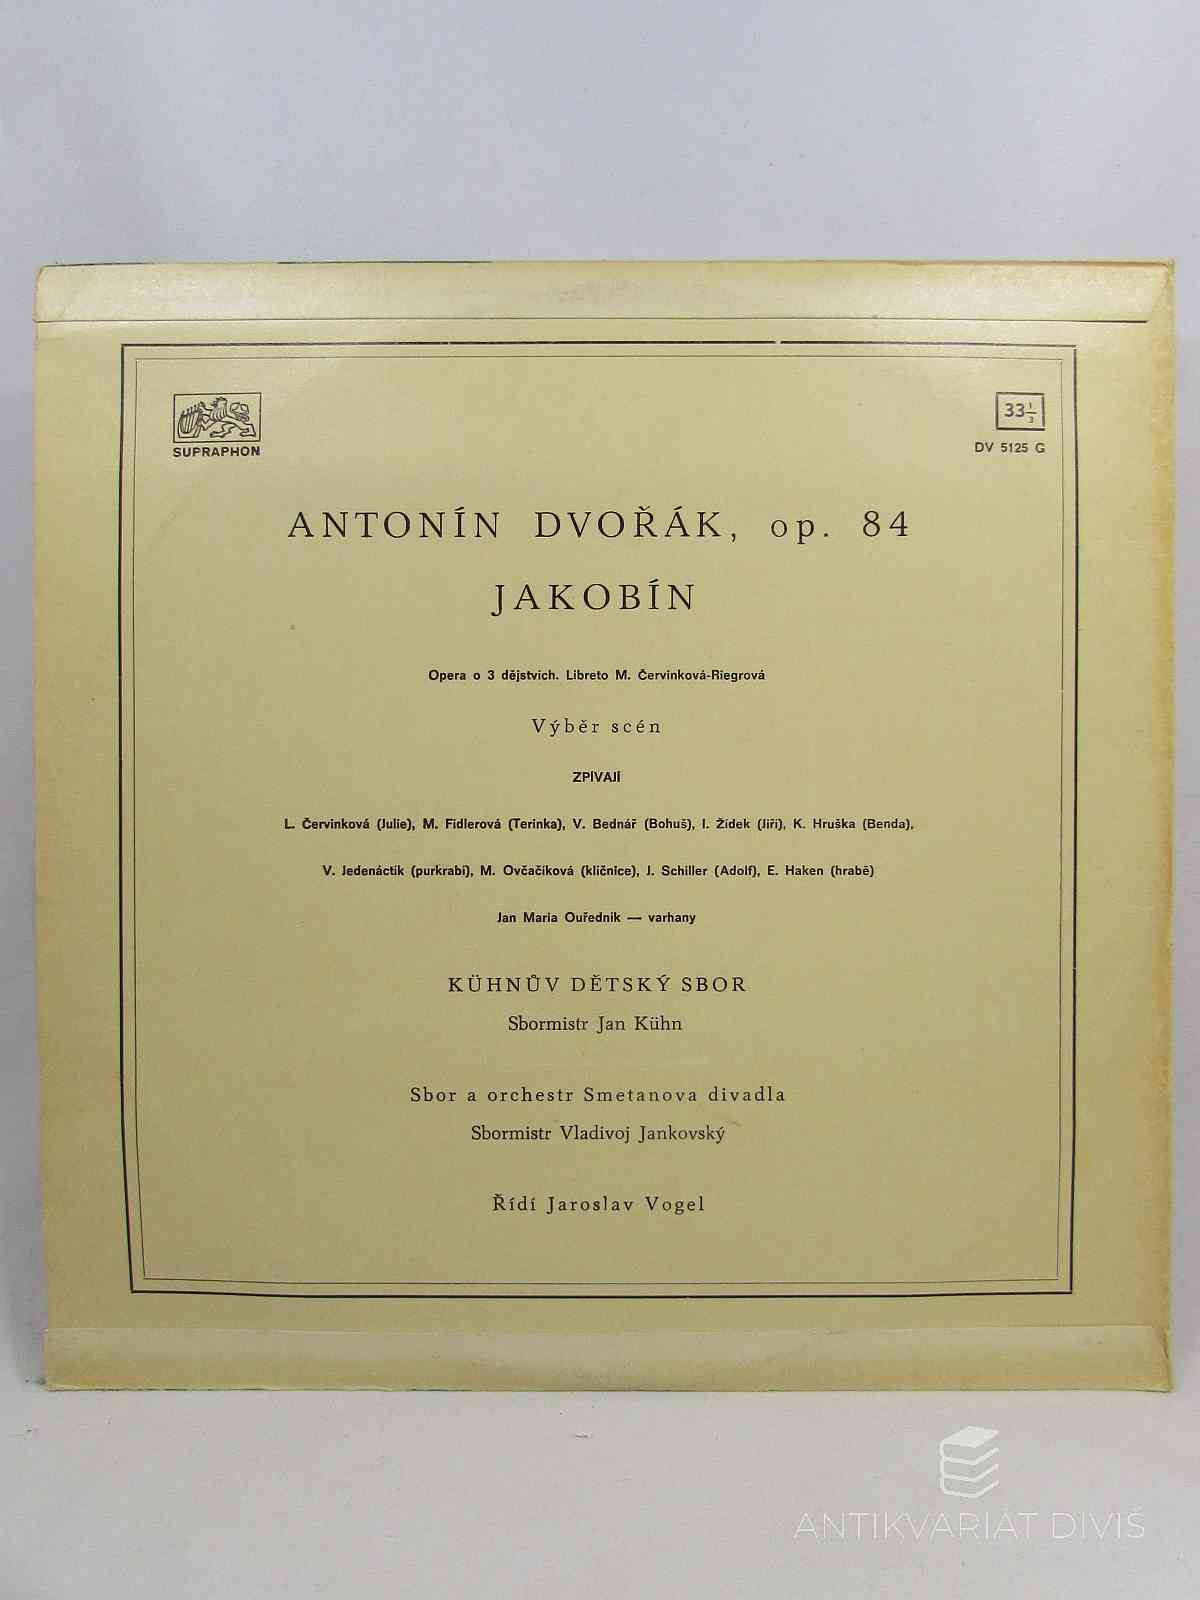 SUPRAPHON
33 1/3
DV 5125 G
ANTONÍN DVOŘÁK, op. 84
JAKOBÍN
Opera o 3 dějstvích. Libreto M. Červinková-Riegrová
Výběr scén
ZPÍVAJÍ
L. Červinková (Julie), M. Fidlerová (Terinka), V. Bednář (Bohuš), I. Žídek (Jiří), K. Hruška (Benda),
V. Jedenáctík (purkrabí), M. Ovčačíková (klíčnice), J. Schiller (Adolf), E. Haken (hrabě)
Jan Maria Ouředník — varhany
KÜHNŮV DĚTSKÝ SBOR
Sbormistr Jan Kühn
Sbor a orchestr Smetanova divadla
Sbormistr Vladivoj Jankovský
Řídí Jaroslav Vogel
ANTIKVARIÁT DIVIŠ